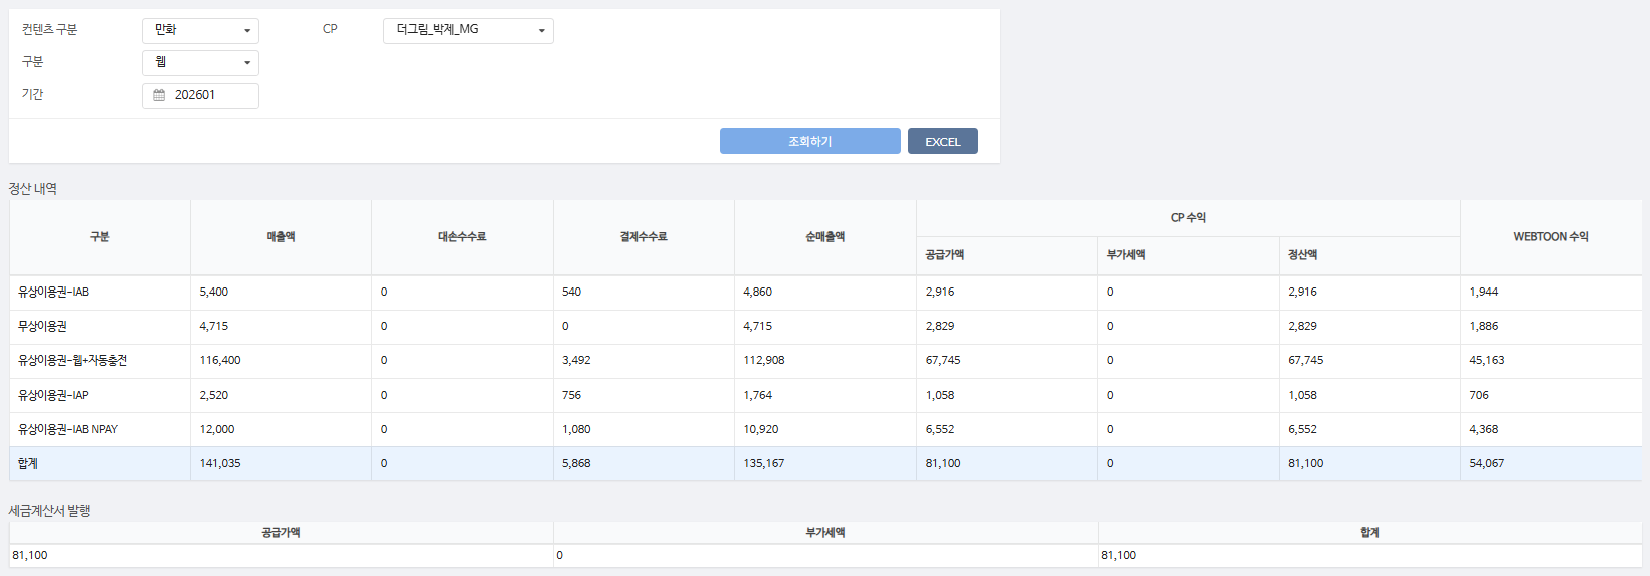 컨텐츠 구분 만화 CP 더그림_박제_MG
구분 웹
기간 202601
조회하기 EXCEL
정산 내역
구분 매출액 대손수수료 결제수수료 순매출액 CP 수익 WEBTOON 수익
공급가액 부가세액 정산액
유상이용권-IAB 5,400 0 540 4,860 2,916 0 2,916 1,944
무상이용권 4,715 0 0 4,715 2,829 0 2,829 1,886
유상이용권-웹+자동충전 116,400 0 3,492 112,908 67,745 0 67,745 45,163
유상이용권-IAP 2,520 0 756 1,764 1,058 0 1,058 706
유상이용권-IAB NPAY 12,000 0 1,080 10,920 6,552 0 6,552 4,368
합계 141,035 0 5,868 135,167 81,100 0 81,100 54,067
세금계산서 발행
공급가액 부가세액 합계
81,100 0 81,100